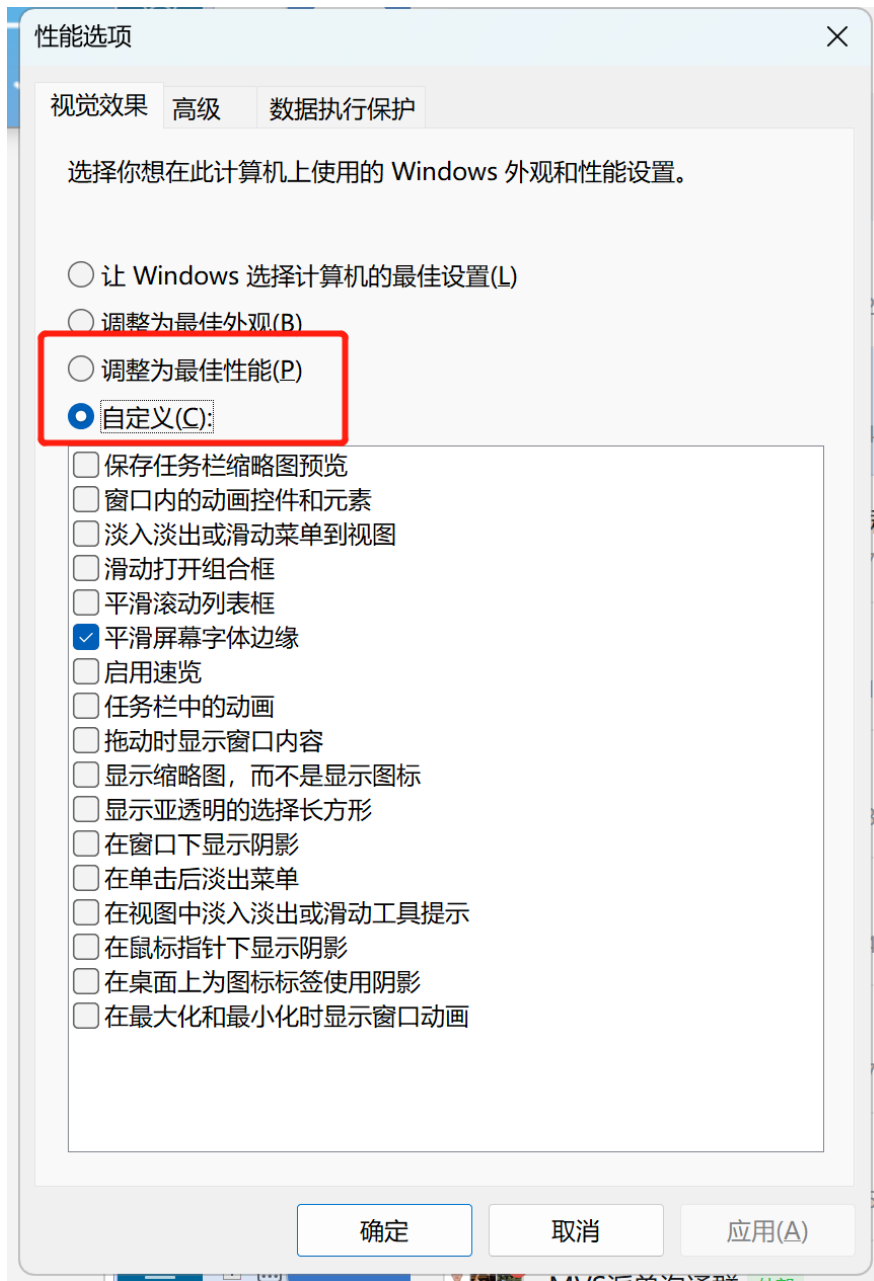 性能选项
视觉效果 高级 数据执行保护
选择你想在此计算机上使用的 Windows 外观和性能设置。
让 Windows 选择计算机的最佳设置(L)
调整为最佳外观(B)
调整为最佳性能(P)
自定义(C):
保存任务栏缩略图预览
窗口内的动画控件和元素
淡入淡出或滑动菜单到视图
滑动打开组合框
平滑滚动列表框
平滑屏幕字体边缘
启用速览
任务栏中的动画
拖动时显示窗口内容
显示缩略图，而不是显示图标
显示亚透明的选择长方形
在窗口下显示阴影
在单击后淡出菜单
在视图中淡入淡出或滑动工具提示
在鼠标指针下显示阴影
在桌面上为图标标签使用阴影
在最大化和最小化时显示窗口动画
确定 取消 应用(A)